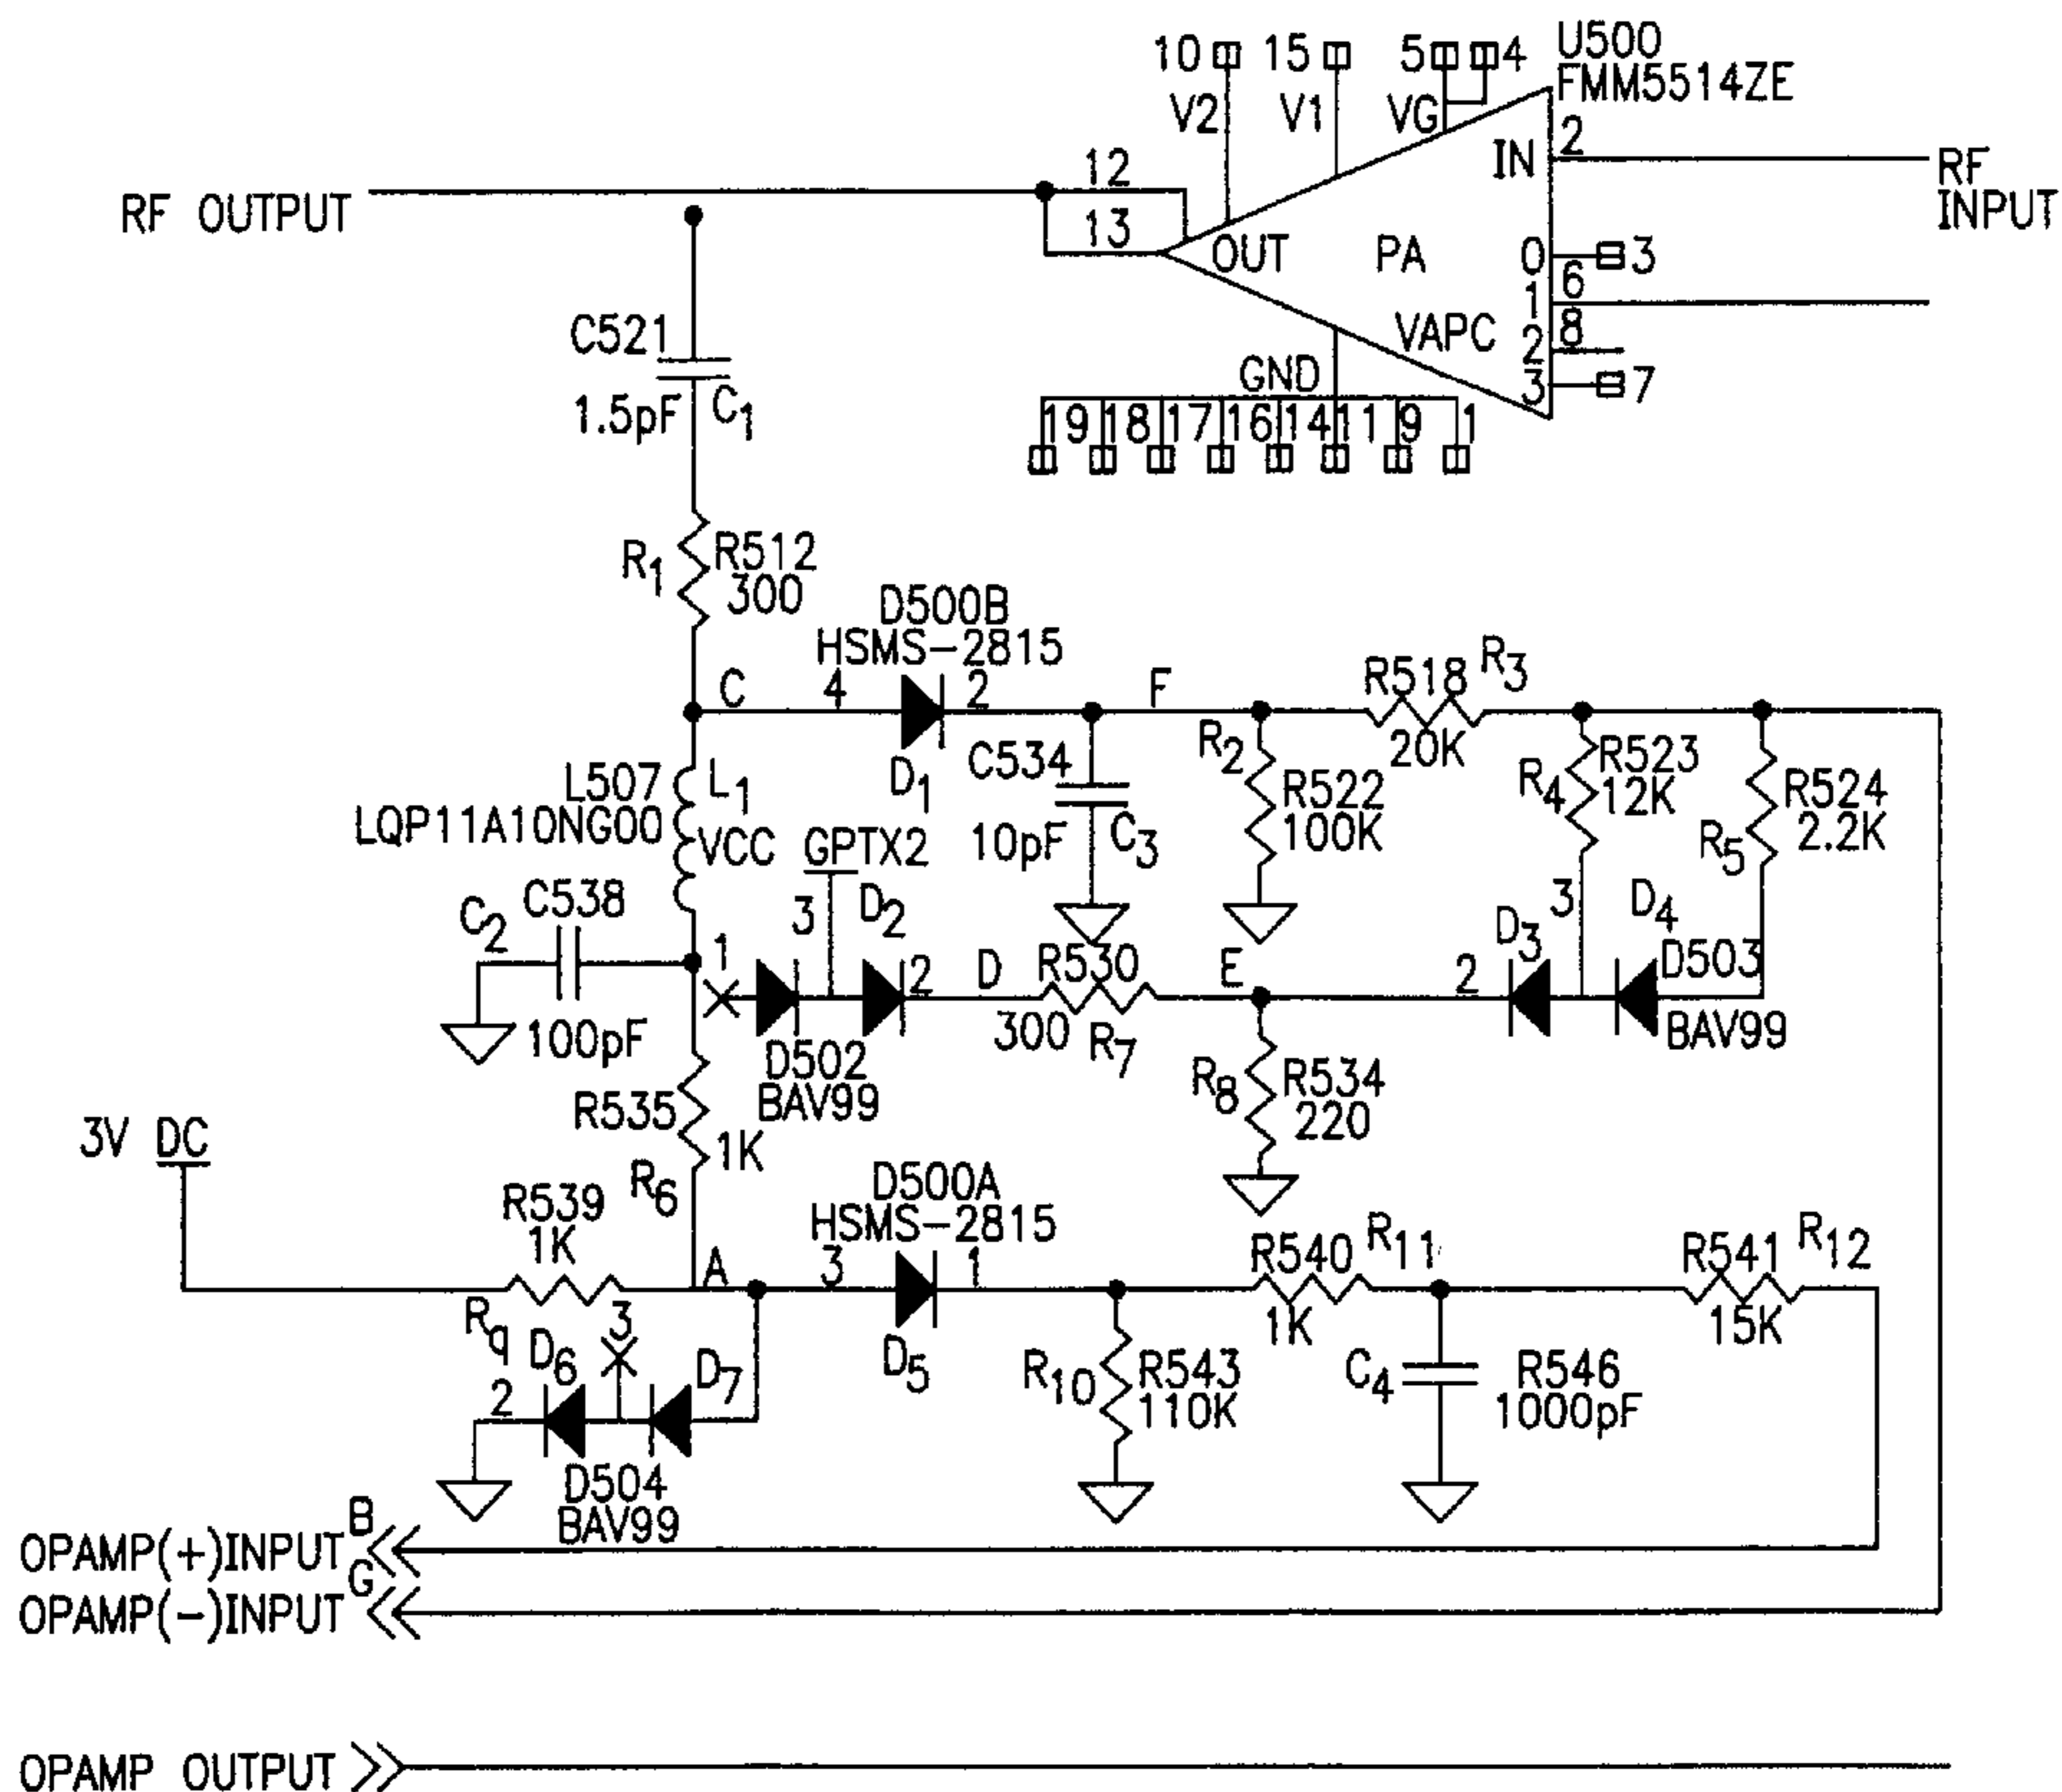 10 15 5 4 U500
FMM5514ZE
V2 V1 VG
IN 2
RF
INPUT
12
RF OUTPUT
13
OUT PA 0 3
6
1
VAPC 8
2
3 7
GND
19 18 17 16 14 11 9 1
C521
1.5pF C1
R1 R512
300
D500B
HSMS-2815
C 4 2 F
D1
R518 R3
20K
C534
10pF C3
R2 R522
100K
R4 R523
12K
R524
R5 2.2K
L507 L1
LQP11A10NG00
VCC GPTX2
C2 C538
100pF
1 3 D2 2
D502
BAV99
D R530 E
300 R7
2 D3 3 D4
D503
BAV99
R8 R534
220
R535
1K
R6
3V DC
R539
1K
R9
A
D500A
HSMS-2815
3 1
D5
R540 R11
1K
R541 R12
15K
D6 3 D7
2
D504
BAV99
R10 R543
110K
C4 R546
1000pF
B
OPAMP(+)INPUT
G
OPAMP(-)INPUT
OPAMP OUTPUT